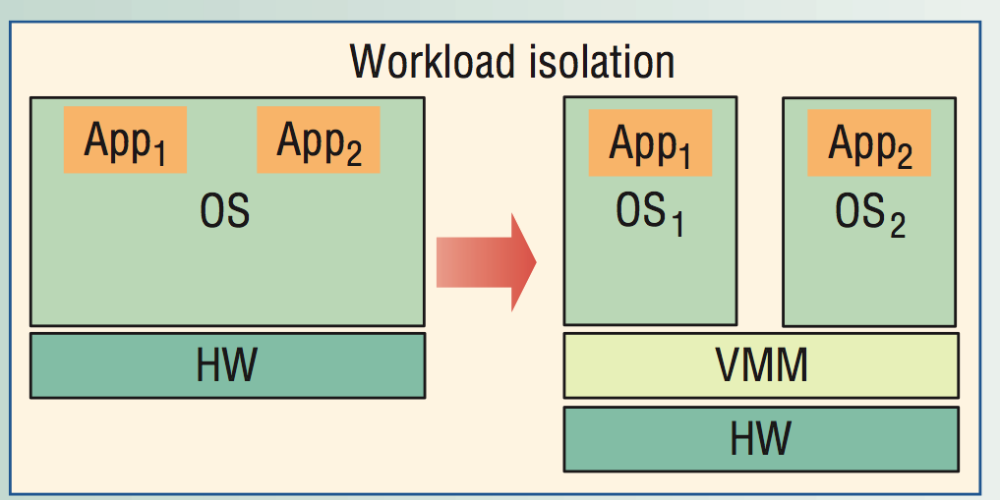 Workload isolation
App₁ App₂
OS
HW
App₁ App₂
OS₁ OS₂
VMM
HW